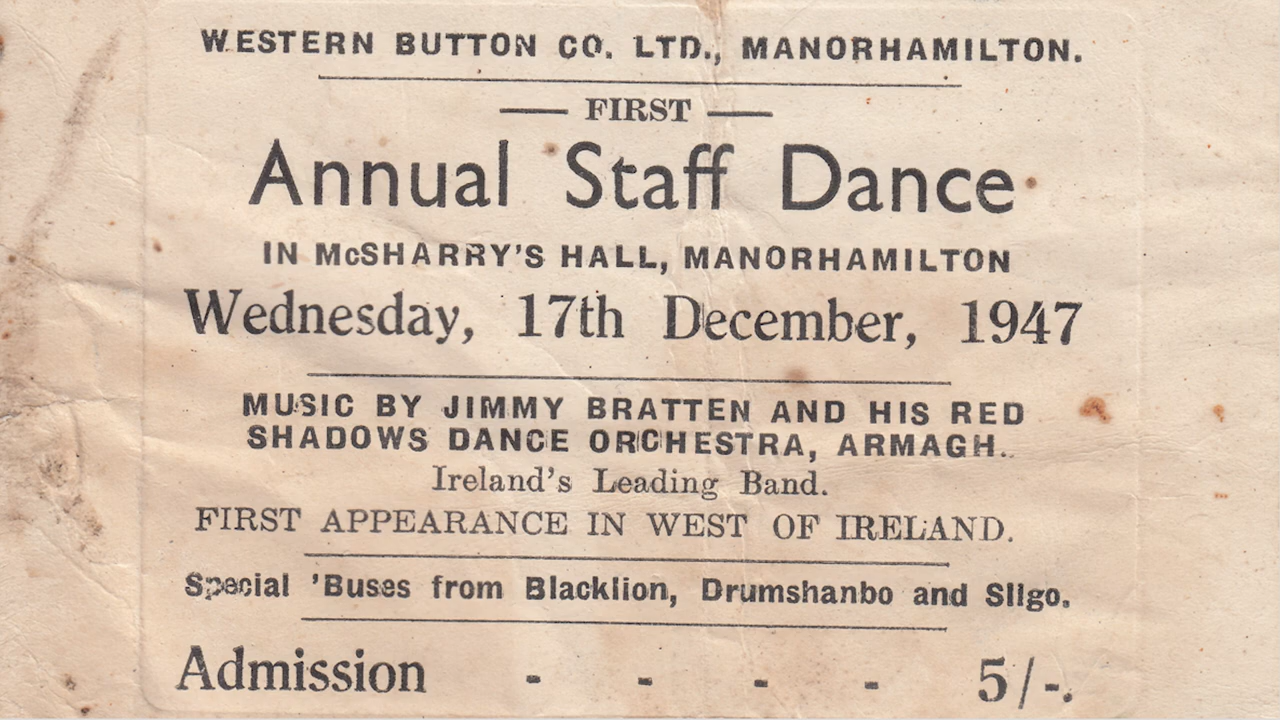 WESTERN BUTTON CO. LTD., MANORHAMILTON.
— FIRST —
Annual Staff Dance
IN McSHARRY'S HALL, MANORHAMILTON
Wednesday, 17th December, 1947
MUSIC BY JIMMY BRATTEN AND HIS RED
SHADOWS DANCE ORCHESTRA, ARMAGH.
Ireland's Leading Band.
FIRST APPEARANCE IN WEST OF IRELAND.
Special 'Buses from Blacklion, Drumshanbo and Sligo.
Admission - - - - 5/-.